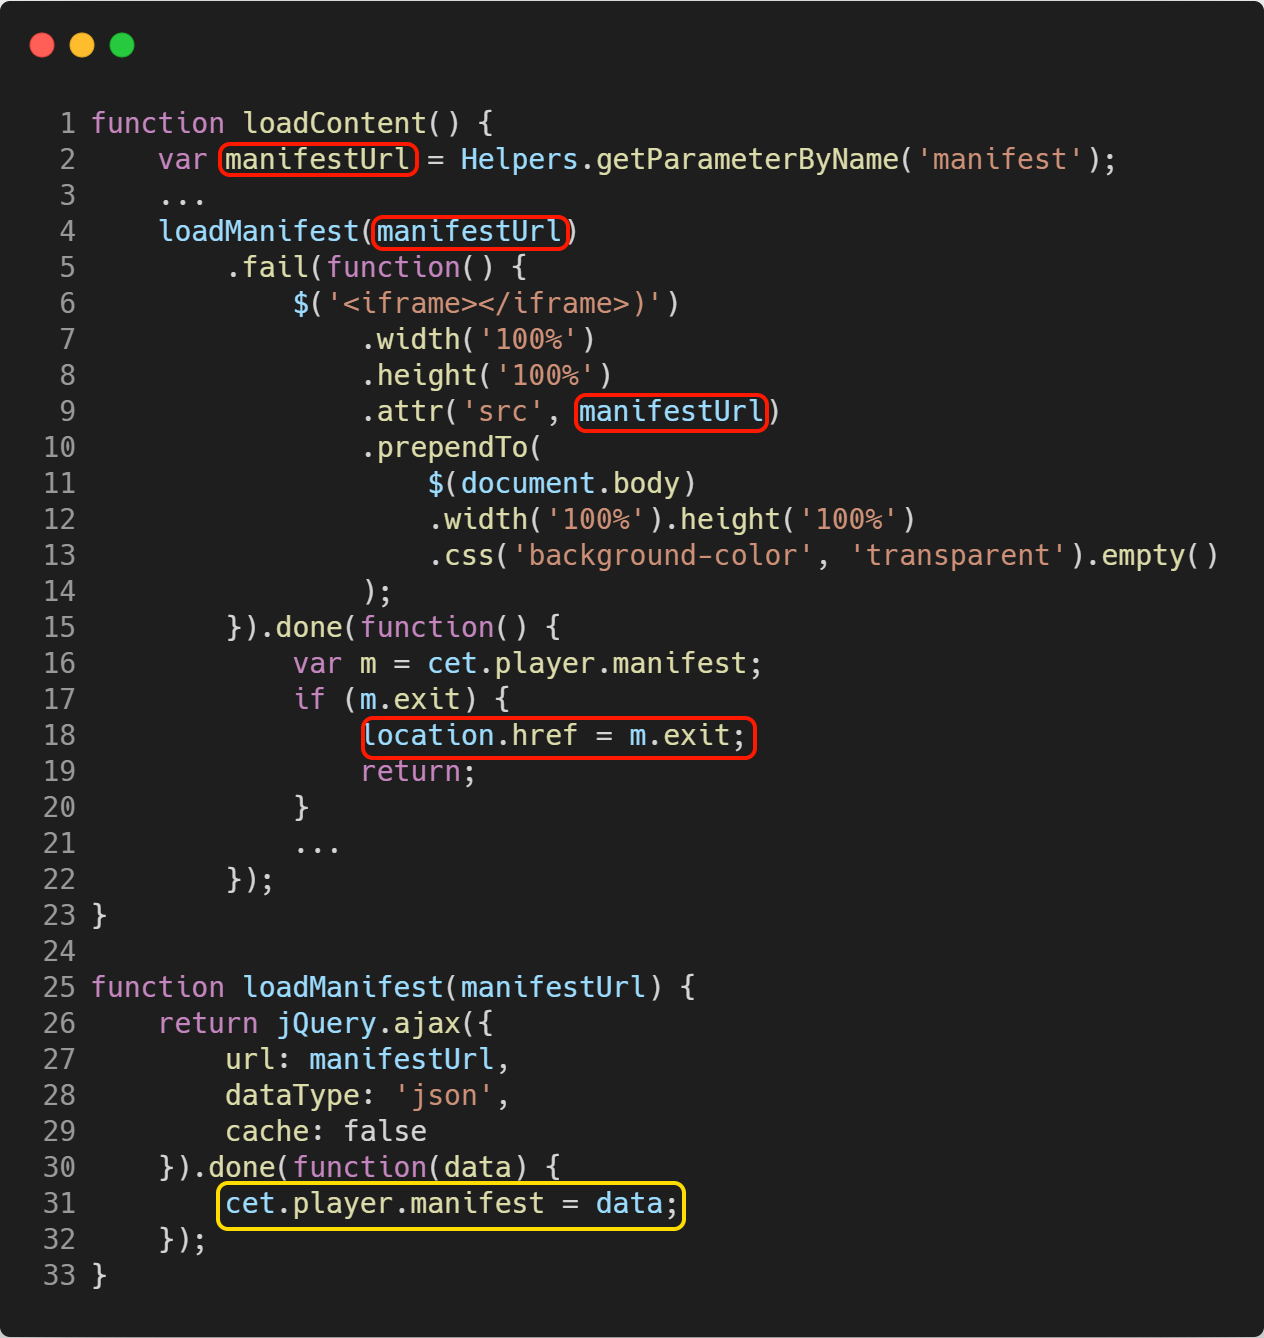 1 function loadContent() {
2     var manifestUrl = Helpers.getParameterByName('manifest');
3     ...
4     loadManifest(manifestUrl)
5         .fail(function() {
6             $('<iframe></iframe>)')
7                 .width('100%')
8                 .height('100%')
9                 .attr('src', manifestUrl)
10                 .prependTo(
11                     $(document.body)
12                     .width('100%').height('100%')
13                     .css('background-color', 'transparent').empty()
14                 );
15         }).done(function() {
16             var m = cet.player.manifest;
17             if (m.exit) {
18                 location.href = m.exit;
19                 return;
20             }
21             ...
22         });
23 }
24
25 function loadManifest(manifestUrl) {
26     return jQuery.ajax({
27         url: manifestUrl,
28         dataType: 'json',
29         cache: false
30     }).done(function(data) {
31         cet.player.manifest = data;
32     });
33 }